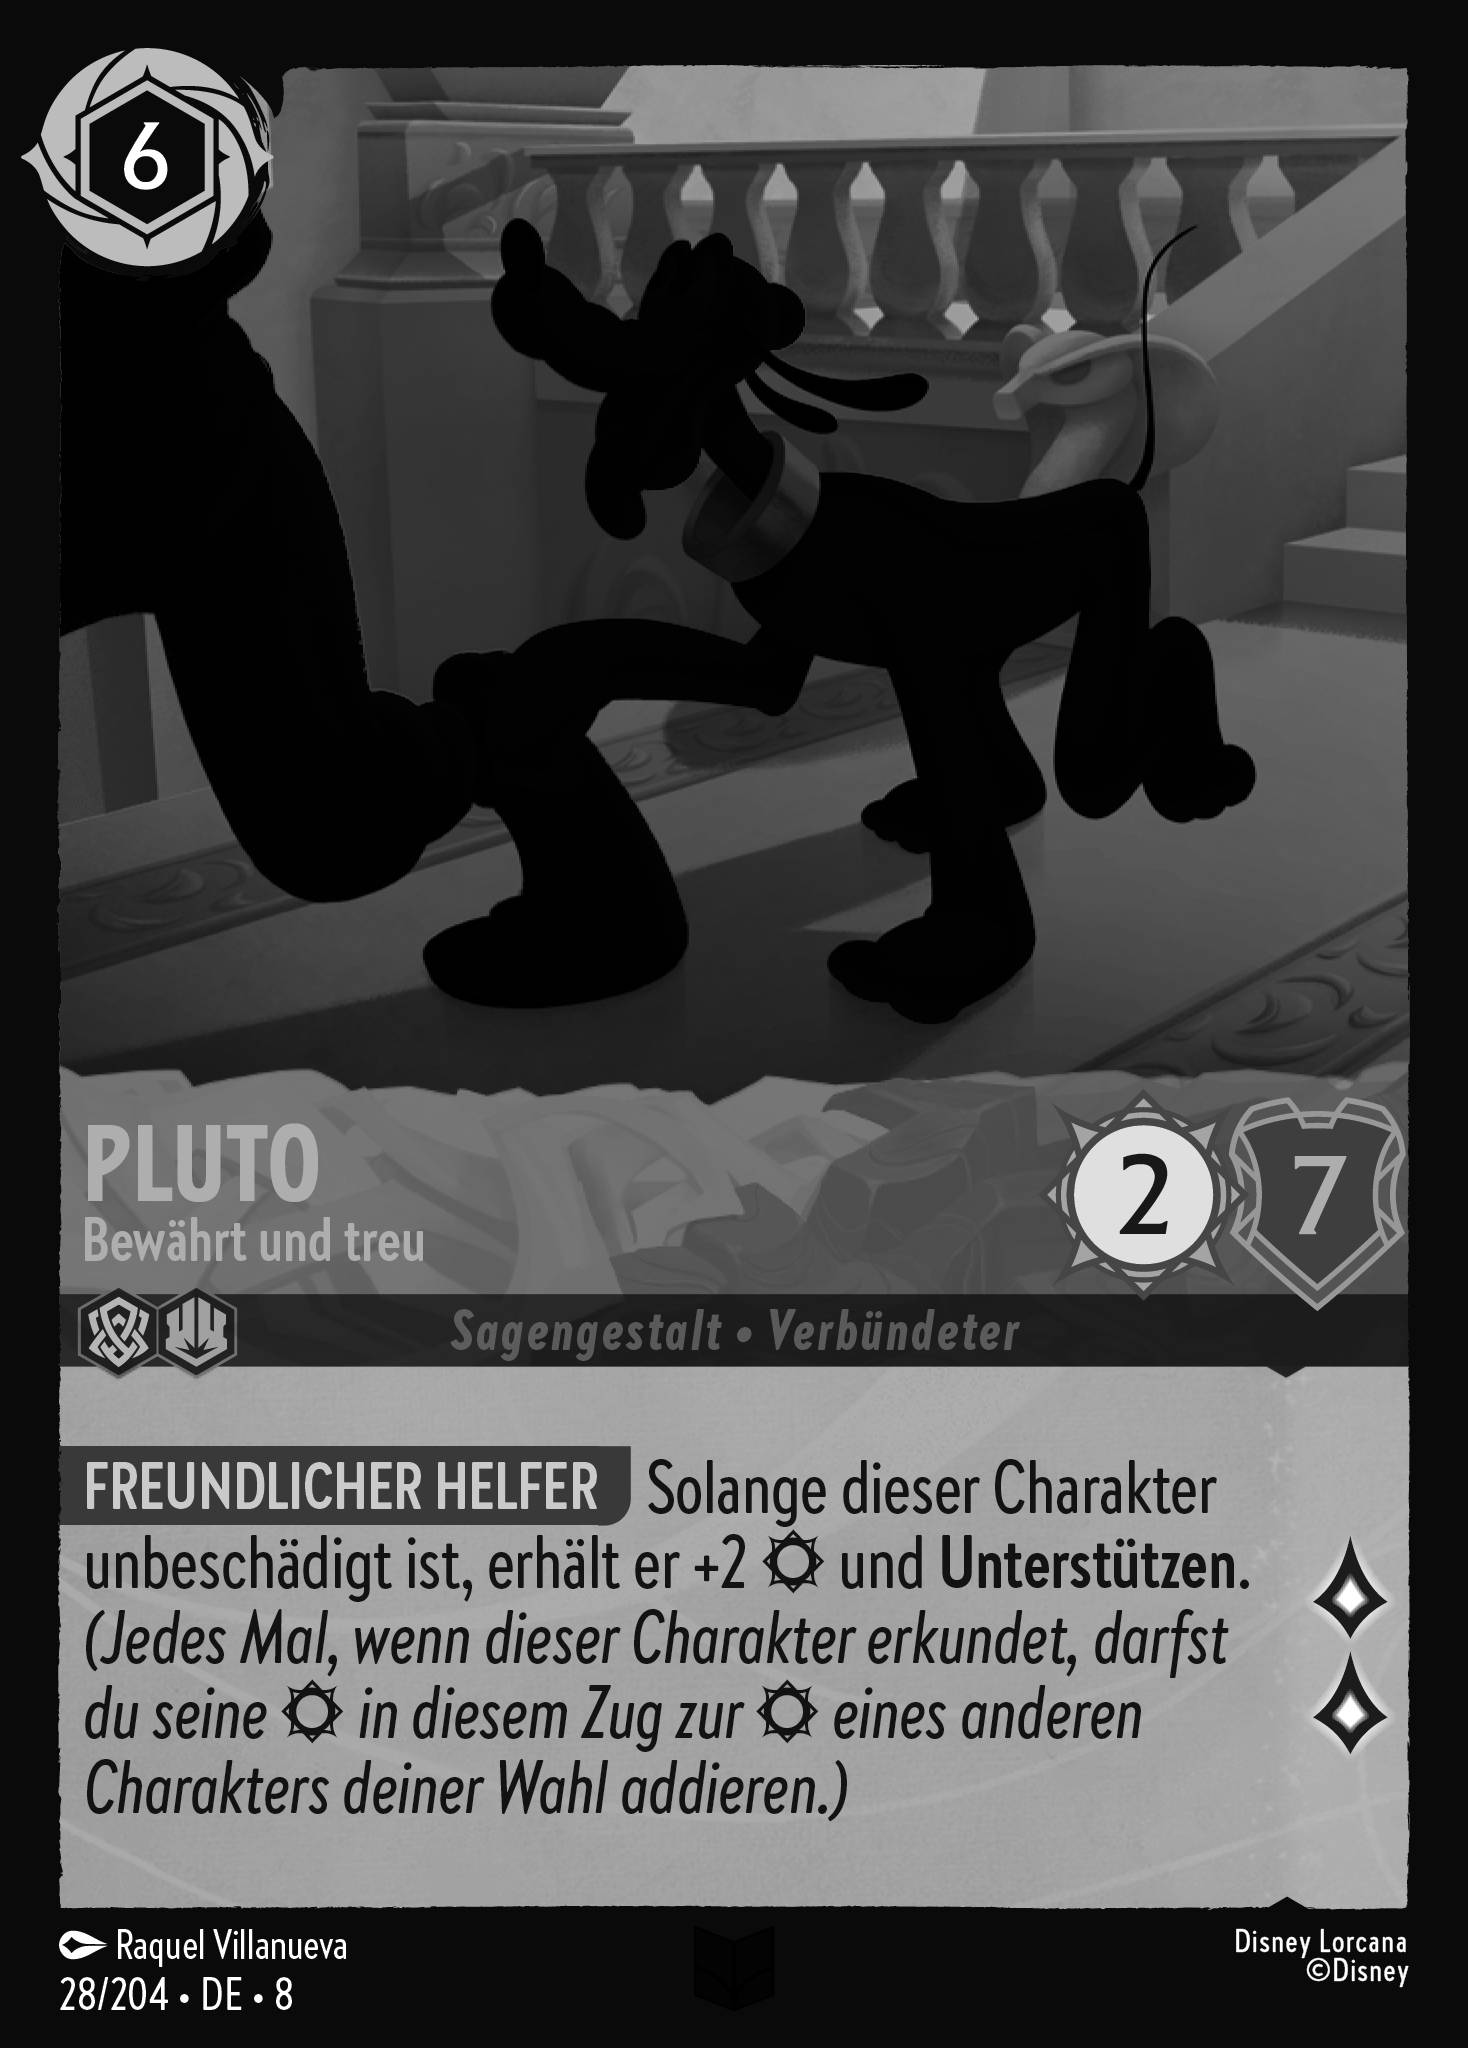 6
PLUTO
Bewährt und treu
2
7
Sagengestalt • Verbündeter
FREUNDLICHER HELFER Solange dieser Charakter
unbeschädigt ist, erhält er +2 und Unterstützen.
(Jedes Mal, wenn dieser Charakter erkundet, darfst
du seine in diesem Zug zur eines anderen
Charakters deiner Wahl addieren.)
Raquel Villanueva
28/204 • DE • 8
Disney Lorcana
©Disney